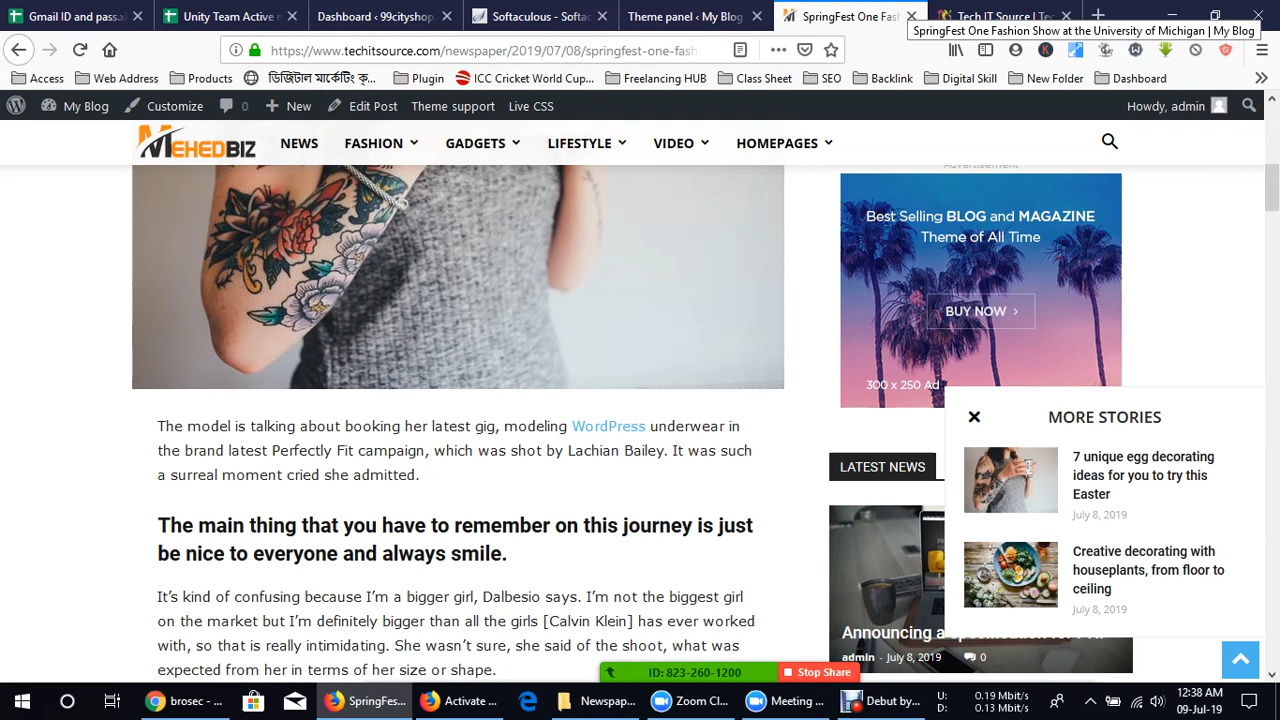 Gmail ID and pass.x
Unity Team Active m
Dashboard ‹ 99cityshop.
Softaculous - Softac
Theme panel ‹ My Blog
SpringFest One Fash
Tech IT Source | Tec
SpringFest One Fashion Show at the University of Michigan | My Blog
https://www.techitsource.com/newspaper/2019/07/08/springfest-one-fash
Access
Web Address
Products
ডিজিটাল মার্কেটিং
Plugin
ICC Cricket World Cup...
Freelancing HUB
Class Sheet
SEO
Backlink
Digital Skill
New Folder
Dashboard
My Blog
Customize
0
New
Edit Post
Theme support
Live CSS
Howdy, admin
MEHEDBIZ
NEWS
FASHION
GADGETS
LIFESTYLE
VIDEO
HOMEPAGES
Advertisement
Best Selling BLOG and MAGAZINE
Theme of All Time
BUY NOW
300 x 250 Ad
The model is talking about booking her latest gig, modeling WordPress underwear in
the brand latest Perfectly Fit campaign, which was shot by Lachian Bailey. It was such
a surreal moment cried she admitted.
The main thing that you have to remember on this journey is just
be nice to everyone and always smile.
It's kind of confusing because I'm a bigger girl, Dalbesio says. I'm not the biggest girl
on the market but I'm definitely bigger than all the girls [Calvin Klein] has ever worked
with, so that is really intimidating. She wasn't sure, she said of the shoot, what was
expected from her in terms of her size or shape.
LATEST NEWS
Announcing a
admin - July 8, 2019
0
MORE STORIES
7 unique egg decorating
ideas for you to try this
Easter
July 8, 2019
Creative decorating with
houseplants, from floor to
ceiling
July 8, 2019
ID: 823-260-1200
Stop Share
brosec - ...
SpringFes...
Activate ...
Newspap...
Zoom Cl...
Meeting ...
Debut by...
U: 0.19 Mbit/s
D: 0.13 Mbit/s
12:38 AM
09-Jul-19